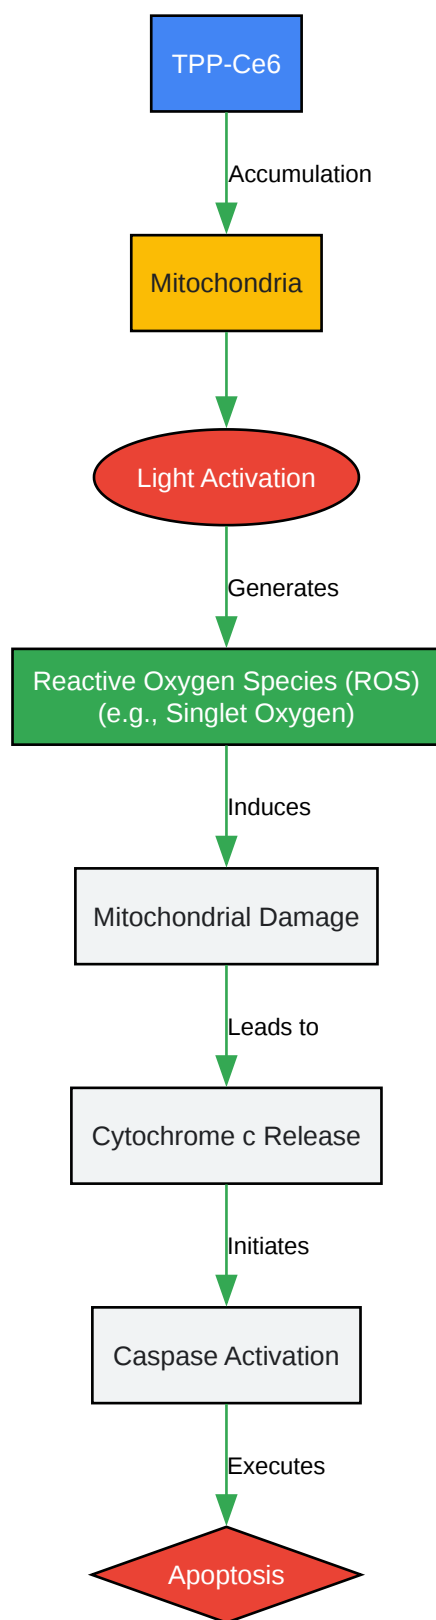 TPP-Ce6
Accumulation
Mitochondria
Light Activation
Generates
Reactive Oxygen Species (ROS)
(e.g., Singlet Oxygen)
Induces
Mitochondrial Damage
Leads to
Cytochrome c Release
Initiates
Caspase Activation
Executes
Apoptosis